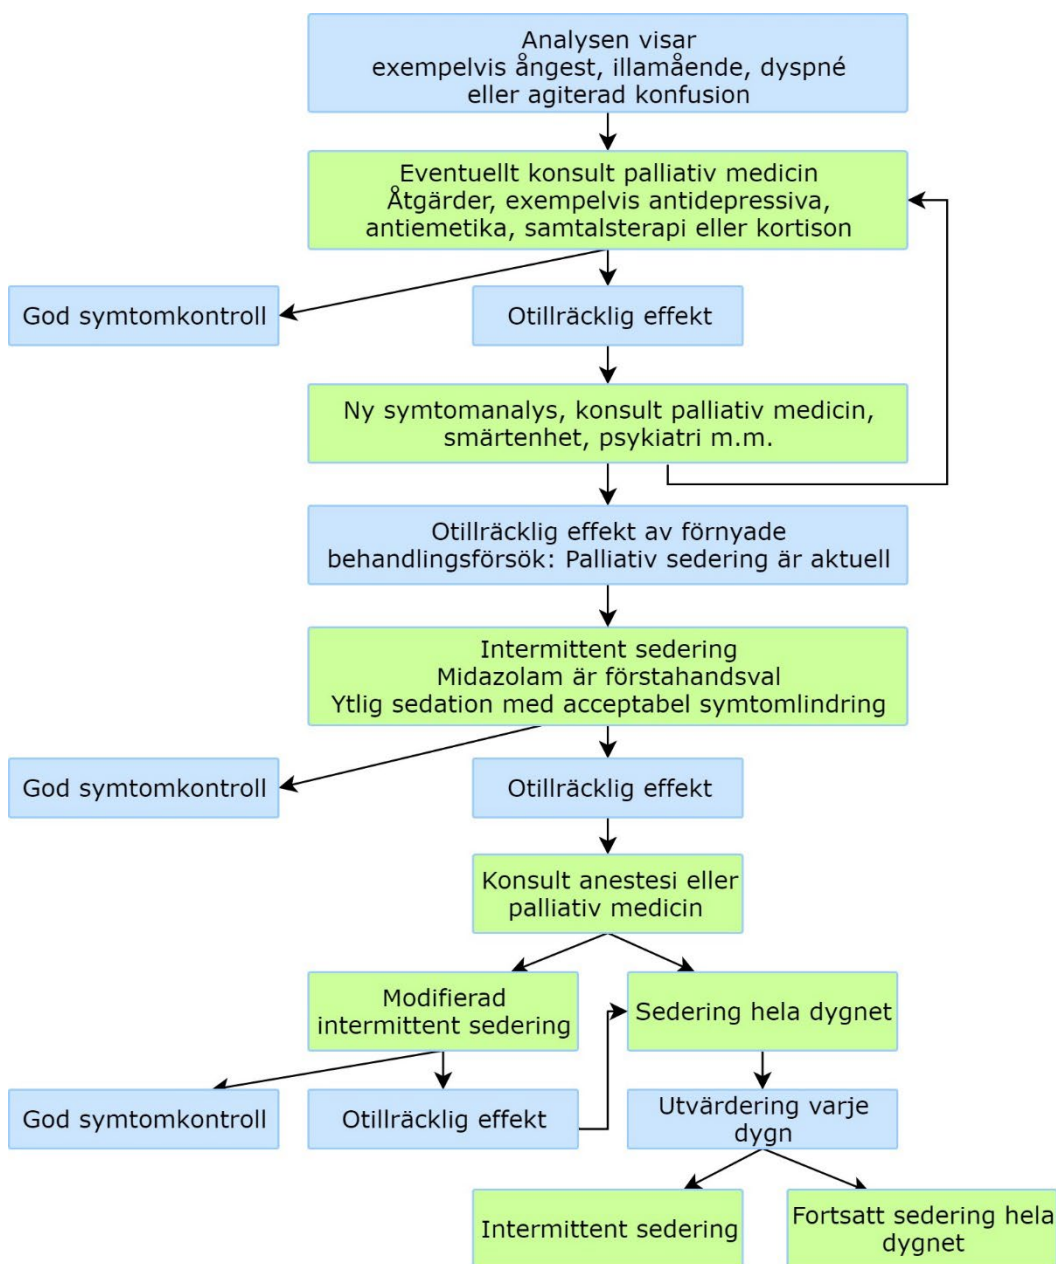 Analysen visar
exempelvis ångest, illamående, dyspné
eller agiterad konfusion
Eventuellt konsult palliativ medicin
Åtgärder, exempelvis antidepressiva,
antiemetika, samtalsterapi eller kortison
God symtomkontroll
Otillräcklig effekt
Ny symtomanalys, konsult palliativ medicin,
smärtenhet, psykiatri m.m.
Otillräcklig effekt av förnyade
behandlingsförsök: Palliativ sedering är aktuell
Intermittent sedering
Midazolam är förstahandsval
Ytlig sedation med acceptabel symtomlindring
God symtomkontroll
Otillräcklig effekt
Konsult anestesi eller
palliativ medicin
Modifierad
intermittent sedering
Sedering hela dygnet
God symtomkontroll
Otillräcklig effekt
Utvärdering varje
dygn
Intermittent sedering
Fortsatt sedering hela
dygnet